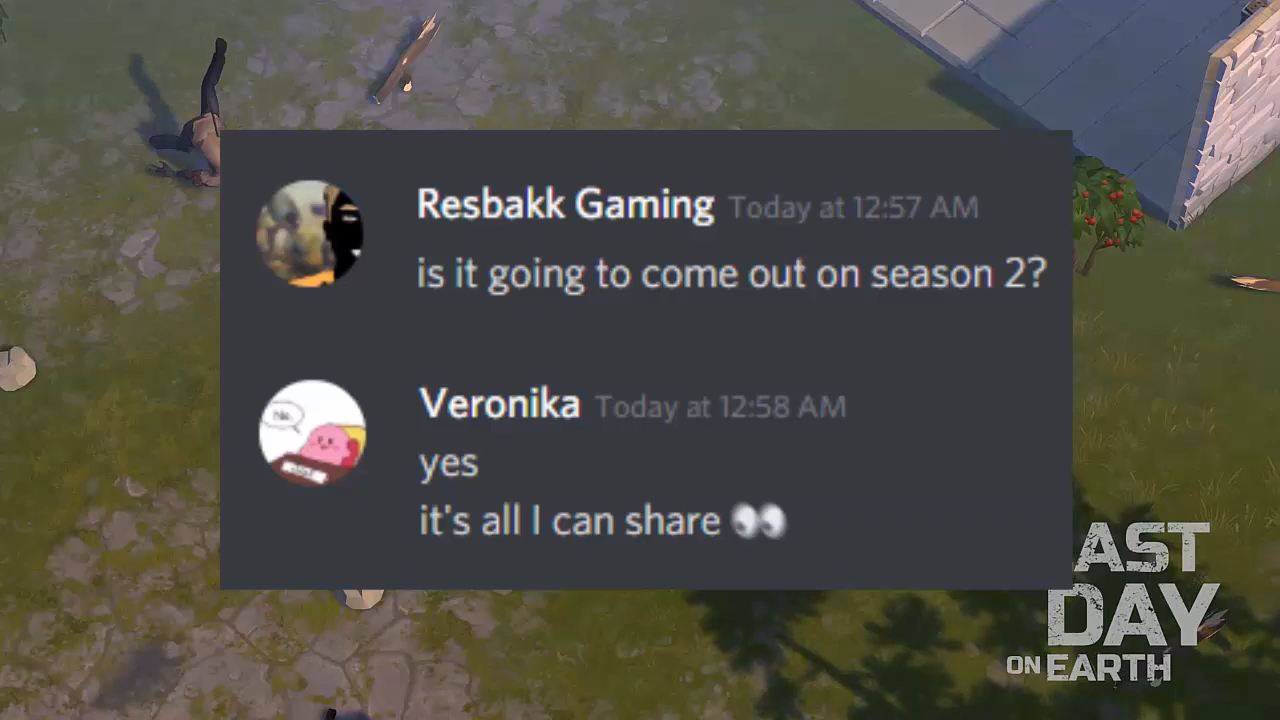 Resbakk Gaming Today at 12:57 AM
is it going to come out on season 2?
Veronika Today at 12:58 AM
yes
it's all I can share 👀
AST
DAY
ON EARTH